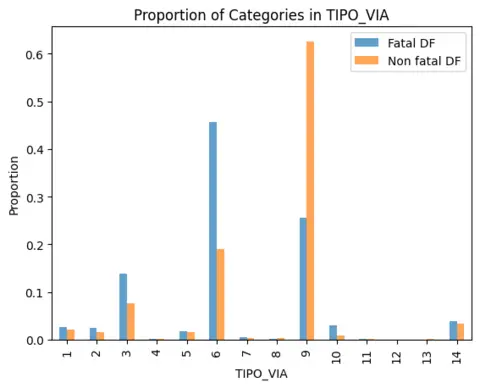 Proportion of Categories in TIPO_VIA
Fatal DF
Non fatal DF
0.6
0.5
0.4
0.3
0.2
0.1
0.0
Proportion
1 2 3 4 5 6 7 8 9 10 11 12 13 14
TIPO_VIA